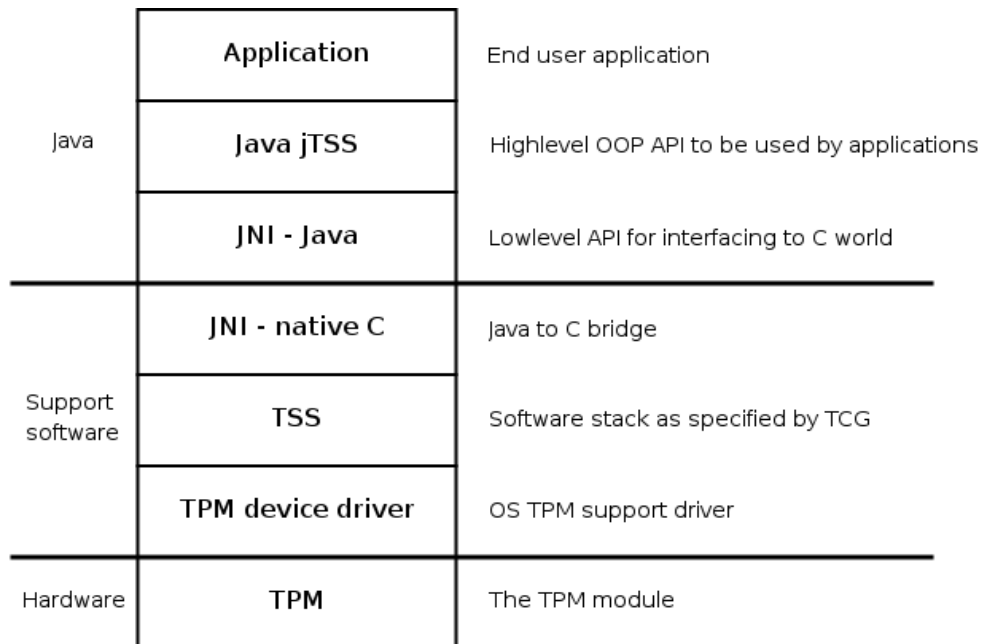 Application
End user application
Java
Java jTSS
Highlevel OOP API to be used by applications
JNI - Java
Lowlevel API for interfacing to C world
JNI - native C
Java to C bridge
Support
software
TSS
Software stack as specified by TCG
TPM device driver
OS TPM support driver
Hardware
TPM
The TPM module